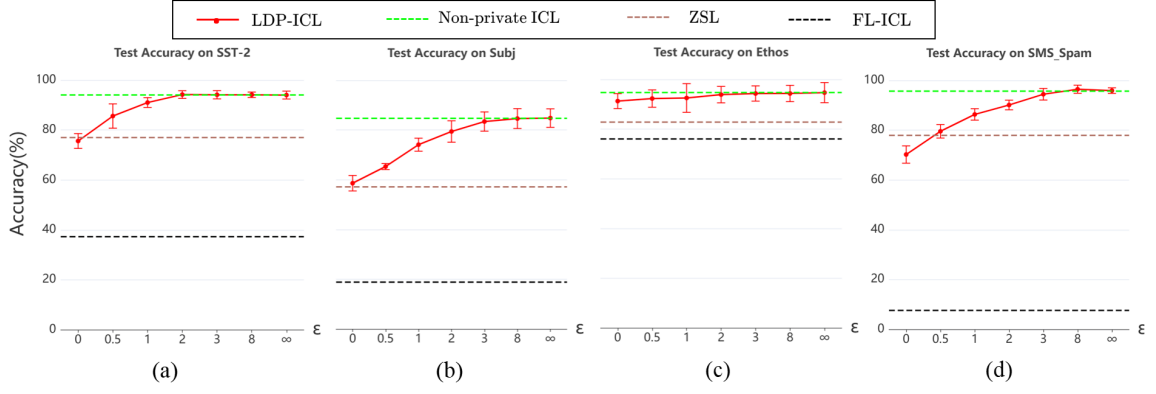 LDP-ICL Non-private ICL ZSL FL-ICL
Test Accuracy on SST-2 Test Accuracy on Subj Test Accuracy on Ethos Test Accuracy on SMS_Spam
Accuracy(%)
100
80
60
40
20
0
0 0.5 1 2 3 8 ∞ ε
(a)
0 0.5 1 2 3 8 ∞ ε
(b)
0 0.5 1 2 3 8 ∞ ε
(c)
100
80
60
40
20
0
0 0.5 1 2 3 8 ∞ ε
(d)